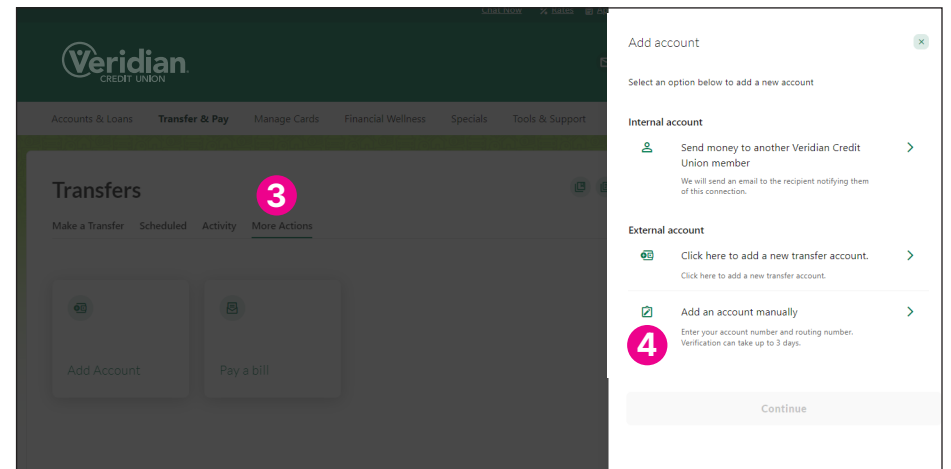 Chat Now Rates
Veridian
CREDIT UNION
Accounts & Loans Transfer & Pay Manage Cards Financial Wellness Specials Tools & Support
Transfers
3
Make a Transfer Scheduled Activity More Actions
Add Account Pay a bill
Add account
Select an option below to add a new account
Internal account
Send money to another Veridian Credit
Union member
We will send an email to the recipient notifying them
of this connection.
External account
Click here to add a new transfer account.
Click here to add a new transfer account.
Add an account manually
4
Enter your account number and routing number.
Verification can take up to 3 days.
Continue